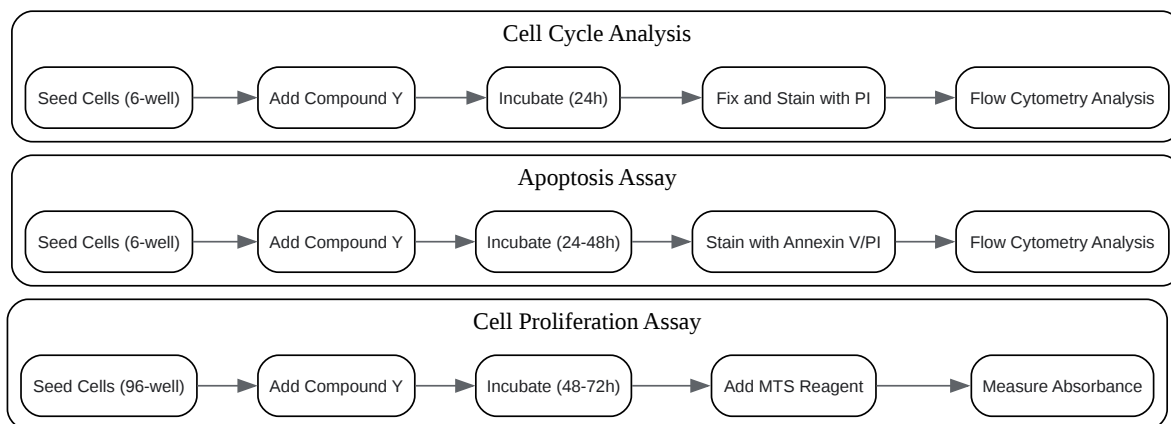 Cell Cycle Analysis
Seed Cells (6-well)
Add Compound Y
Incubate (24h)
Fix and Stain with PI
Flow Cytometry Analysis
Apoptosis Assay
Seed Cells (6-well)
Add Compound Y
Incubate (24-48h)
Stain with Annexin V/PI
Flow Cytometry Analysis
Cell Proliferation Assay
Seed Cells (96-well)
Add Compound Y
Incubate (48-72h)
Add MTS Reagent
Measure Absorbance